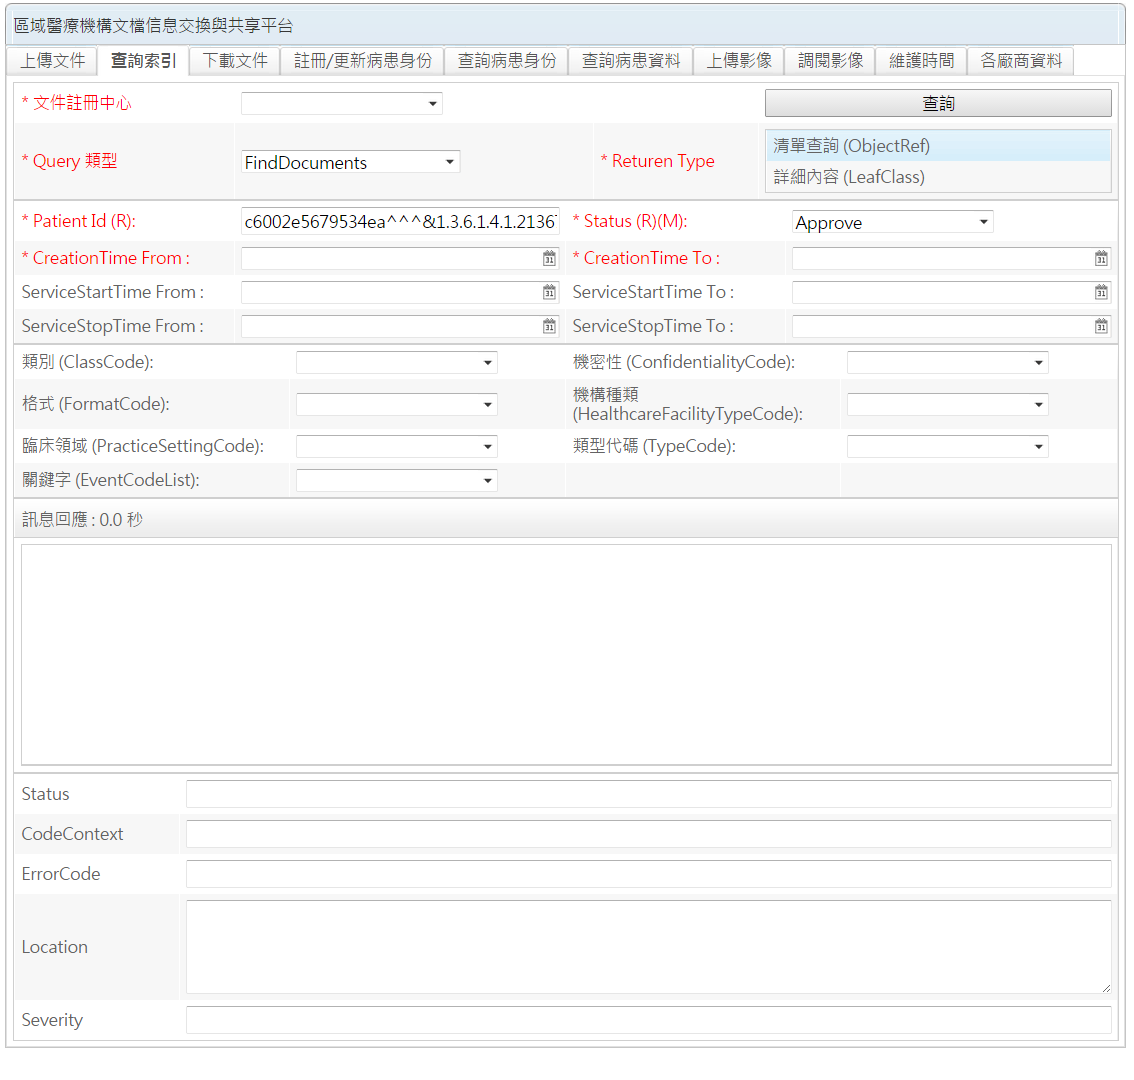 區域醫療機構文檔信息交換與共享平台
上傳文件 查詢索引 下載文件 註冊/更新病患身份 查詢病患身份 查詢病患資料 上傳影像 調閱影像 維護時間 各廠商資料
* 文件註冊中心 查詢
* Query 類型 FindDocuments * Returen Type 清單查詢 (ObjectRef)
詳細內容 (LeafClass)
* Patient Id (R): c6002e5679534ea^^^&1.3.6.1.4.1.21367 * Status (R)(M): Approve
* CreationTime From : 31 * CreationTime To : 31
ServiceStartTime From : 31 ServiceStartTime To : 31
ServiceStopTime From : 31 ServiceStopTime To : 31
類別 (ClassCode): 機密性 (ConfidentialityCode):
格式 (FormatCode): 機構種類
(HealthcareFacilityTypeCode):
臨床領域 (PracticeSettingCode): 類型代碼 (TypeCode):
關鍵字 (EventCodeList):
訊息回應 : 0.0 秒
Status
CodeContext
ErrorCode
Location
Severity